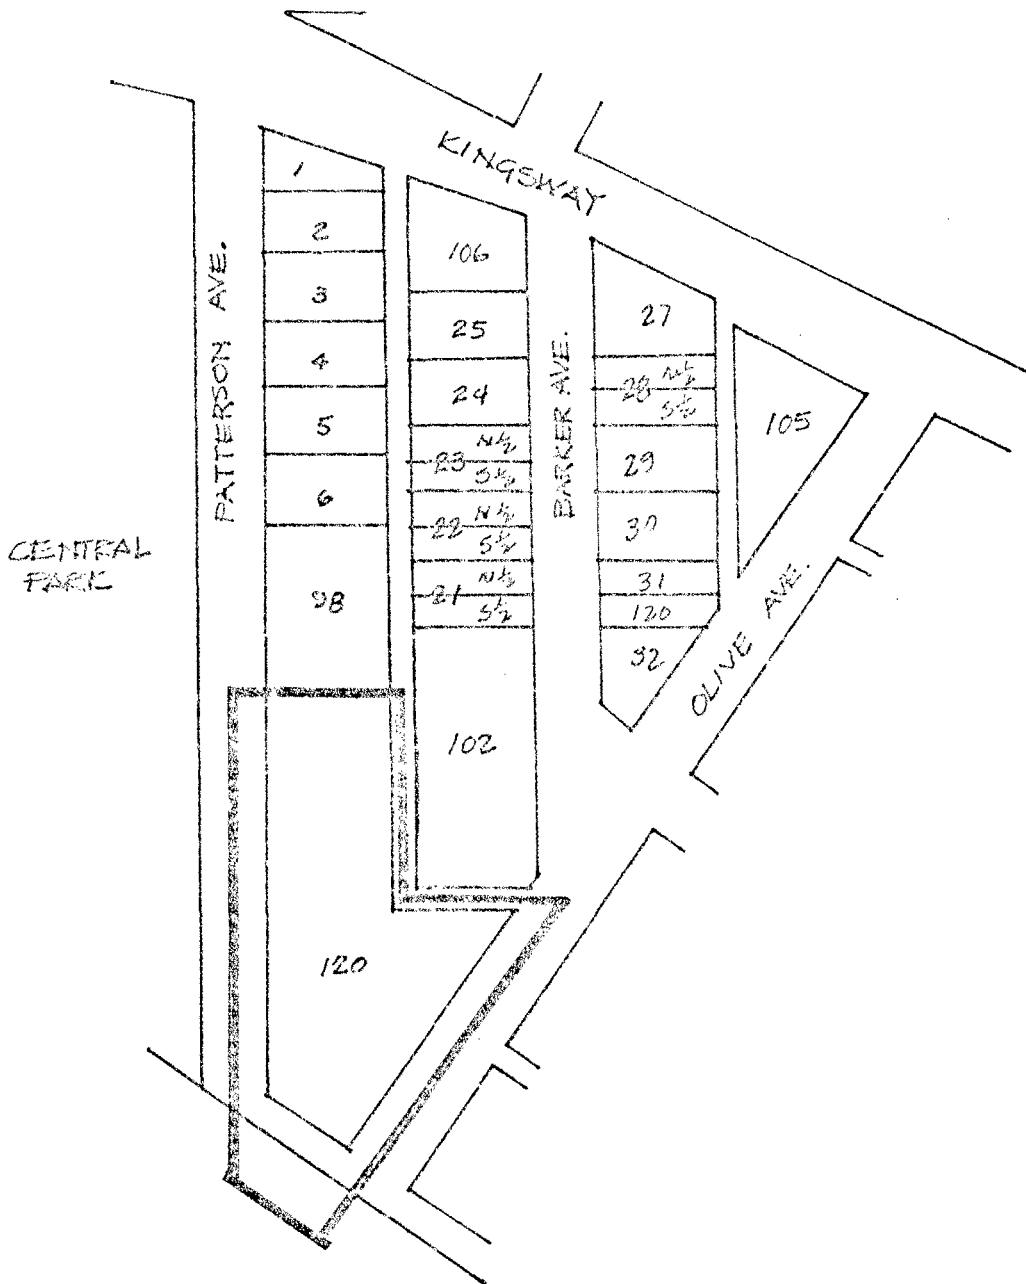 KINGSWAY
1
2
3
4
5
6
98
120
PATTERSON AVE.
CENTRAL
PARK
106
25
24
23 N½
S½
22 N½
S½
21 N½
S½
102
BARKER AVE.
27
28 N½
S½
29
30
31
120
32
105
OLIVE AVE.